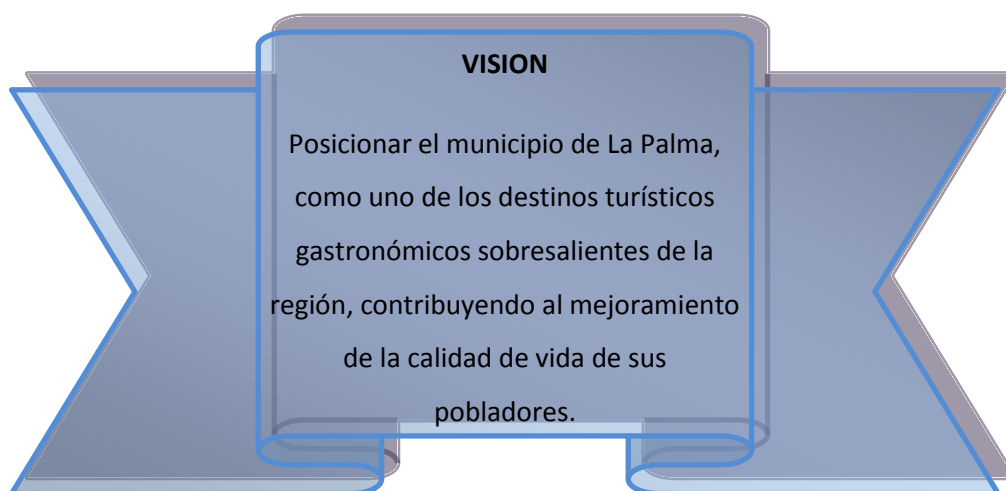 VISION
Posicionar el municipio de La Palma,
como uno de los destinos turísticos
gastronómicos sobresalientes de la
región, contribuyendo al mejoramiento
de la calidad de vida de sus
pobladores.